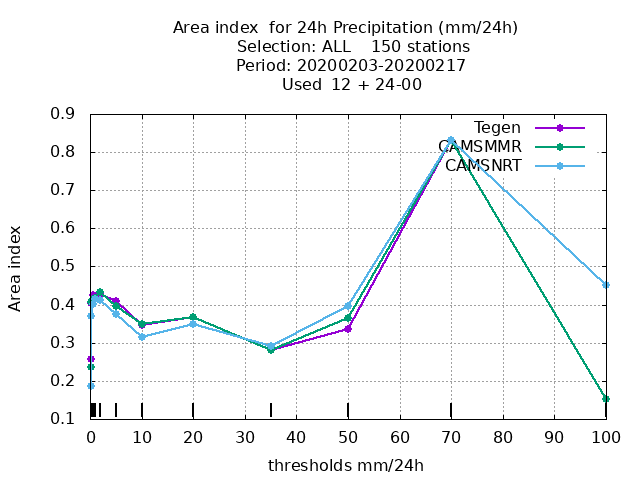 Area index  for 24h Precipitation (mm/24h)
Selection: ALL    150 stations
Period: 20200203-20200217
Used  12 + 24-00
Tegen
CAMSMMR
CAMSNRT
Area index
0.9
0.8
0.7
0.6
0.5
0.4
0.3
0.2
0.1
0 10 20 30 40 50 60 70 80 90 100
thresholds mm/24h